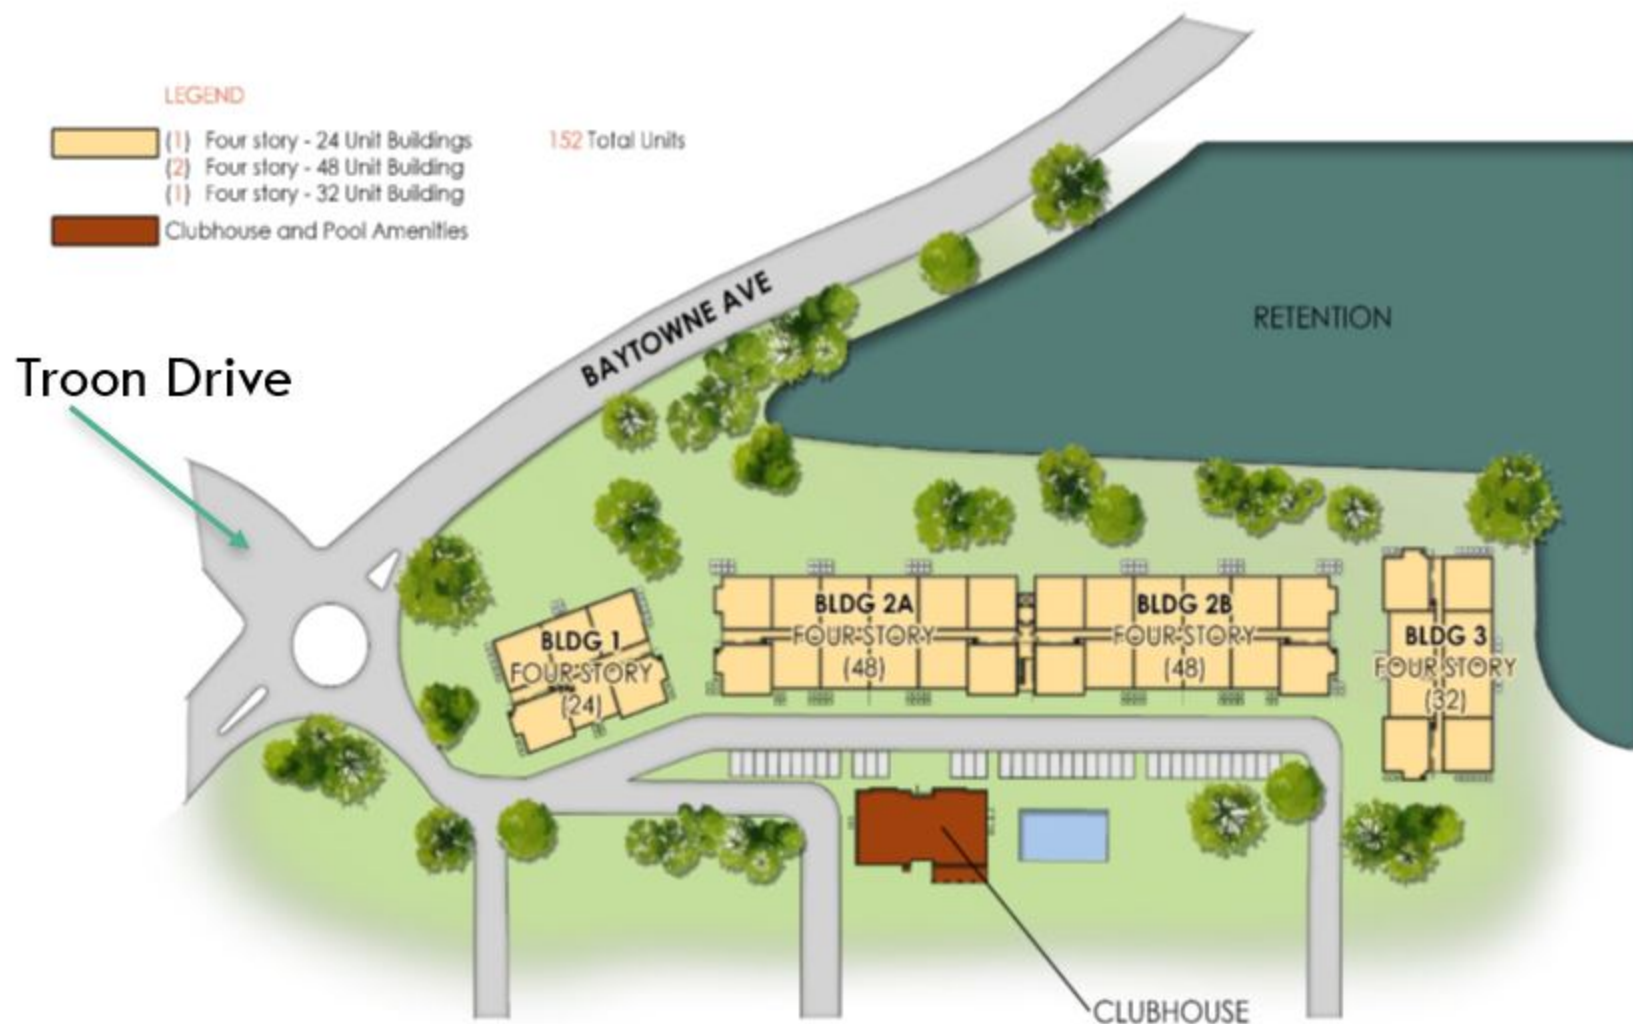 LEGEND
(1) Four story - 24 Unit Buildings 152 Total Units
(2) Four story - 48 Unit Building
(1) Four story - 32 Unit Building
Clubhouse and Pool Amenities
BAYTOWNE AVE
RETENTION
Troon Drive
BLDG 1
FOUR STORY
(24)
BLDG 2A
FOUR STORY
(48)
BLDG 2B
FOUR STORY
(48)
BLDG 3
FOUR STORY
(32)
CLUBHOUSE